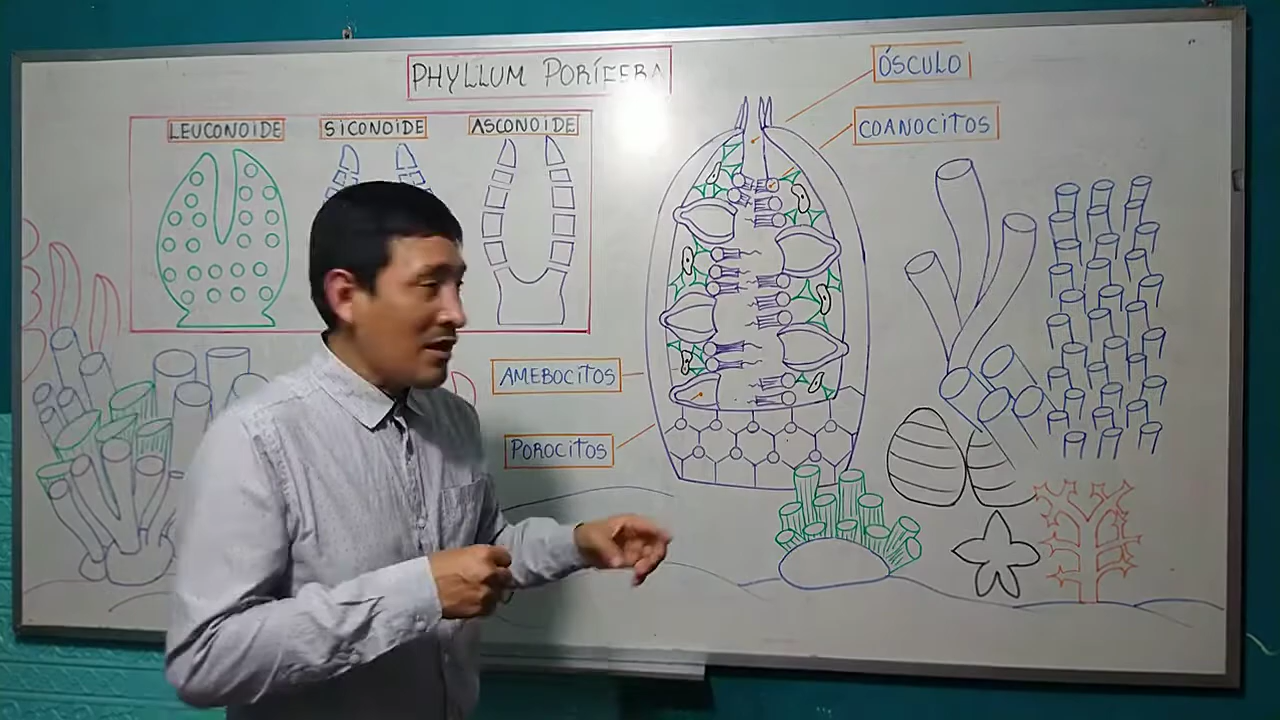 PHYLLUM PORÍFERA
LEUCONOIDE
SICONOIDE
ASCONOIDE
ÓSCULO
COANOCITOS
AMEBOCITOS
POROCITOS